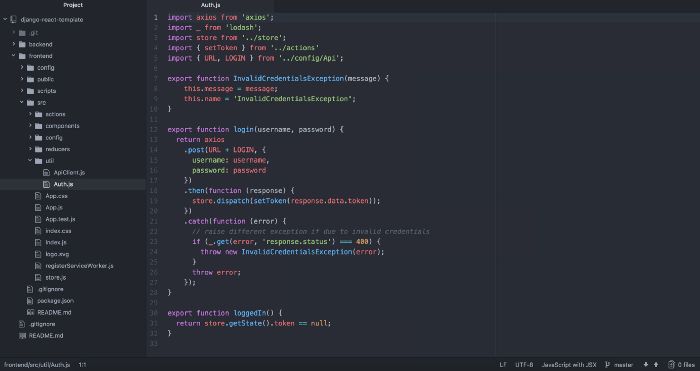 Project
django-react-template
.git
backend
frontend
config
public
scripts
src
actions
components
config
reducers
util
ApiClient.js
Auth.js
App.css
App.js
App.test.js
index.css
index.js
logo.svg
registerServiceWorker.js
store.js
.gitignore
package.json
README.md
.gitignore
README.md
Auth.js
1 import axios from 'axios';
2 import _ from 'lodash';
3 import store from '../store';
4 import { setToken } from '../actions'
5 import { URL, LOGIN } from '../config/Api';
6
7 export function InvalidCredentialsException(message) {
8 this.message = message;
9 this.name = 'InvalidCredentialsException';
10 }
11
12 export function login(username, password) {
13 return axios
14 .post(URL + LOGIN, {
15 username: username,
16 password: password
17 })
18 .then(function (response) {
19 store.dispatch(setToken(response.data.token));
20 })
21 .catch(function (error) {
22 // raise different exception if due to invalid credentials
23 if (_.get(error, 'response.status') === 400) {
24 throw new InvalidCredentialsException(error);
25 }
26 throw error;
27 });
28 }
29
30 export function loggedIn() {
31 return store.getState().token == null;
32 }
33
frontend/src/util/Auth.js 1:1
LF UTF-8 JavaScript with JSX master 0 files